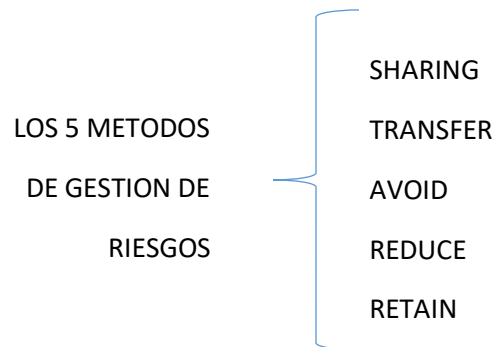 LOS 5 METODOS
DE GESTION DE
RIESGOS
SHARING
TRANSFER
AVOID
REDUCE
RETAIN